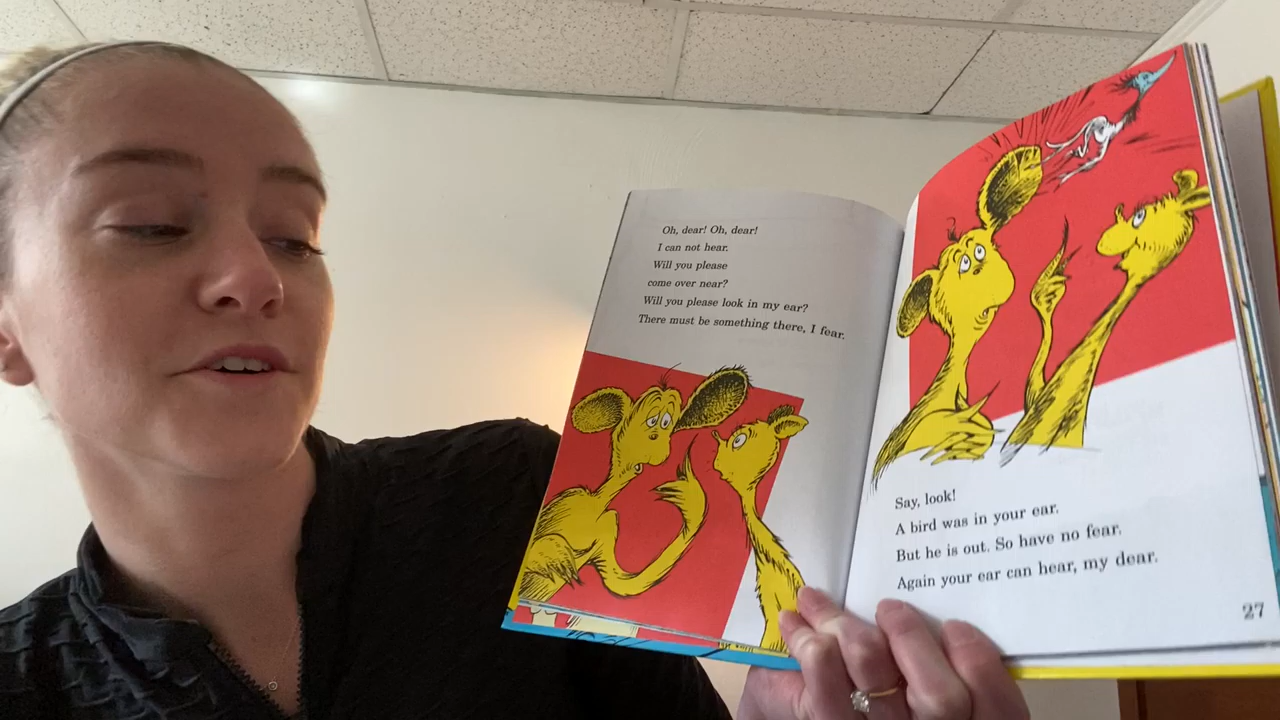 Oh, dear! Oh, dear!
I can not hear.
Will you please
come over near?
Will you please look in my ear?
There must be something there, I fear.
Say, look!
A bird was in your ear.
But he is out. So have no fear.
Again your ear can hear, my dear.
27